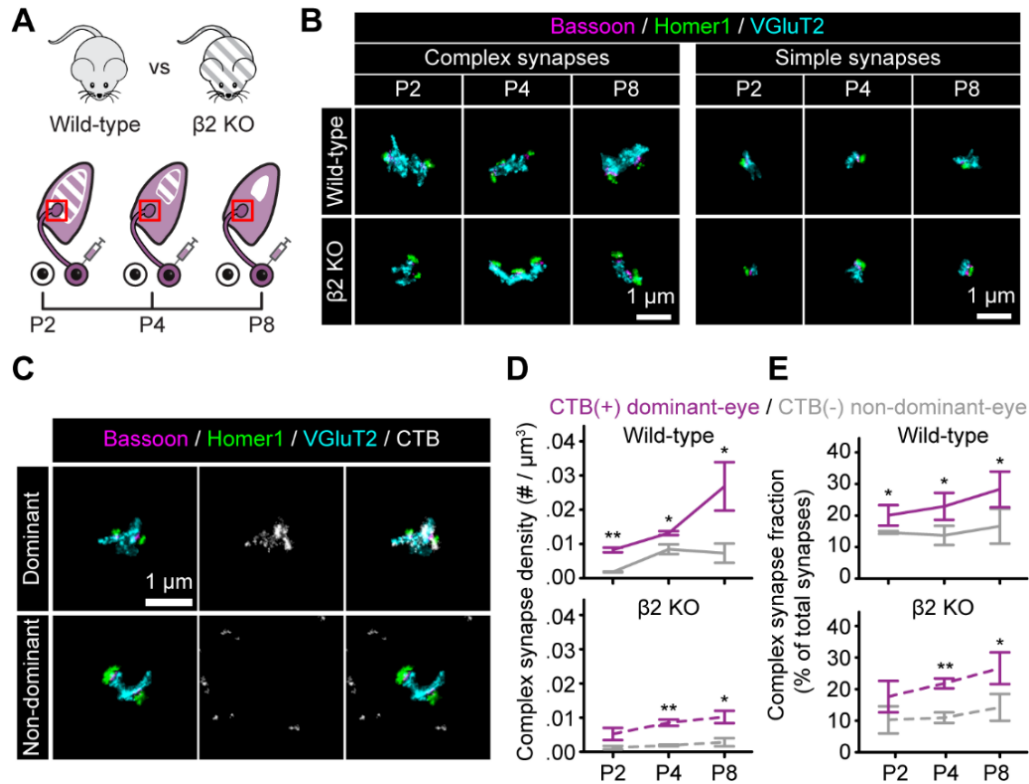 A
vs
Wild-type
β2 KO
P2
P4
P8
B
Bassoon / Homer1 / VGluT2
Complex synapses
Simple synapses
P2
P4
P8
P2
P4
P8
Wild-type
β2 KO
1 µm
1 µm
C
Bassoon / Homer1 / VGluT2 / CTB
Dominant
1 µm
Non-dominant
D
E
CTB(+) dominant-eye / CTB(-) non-dominant-eye
Complex synapse density (# / µm³)
Wild-type
.04
.03
.02
.01
.00
**
*
*
β2 KO
.04
.03
.02
.01
.00
**
*
P2
P4
P8
Complex synapse fraction
(% of total synapses)
Wild-type
40
30
20
10
0
*
*
*
β2 KO
40
30
20
10
0
**
*
P2
P4
P8